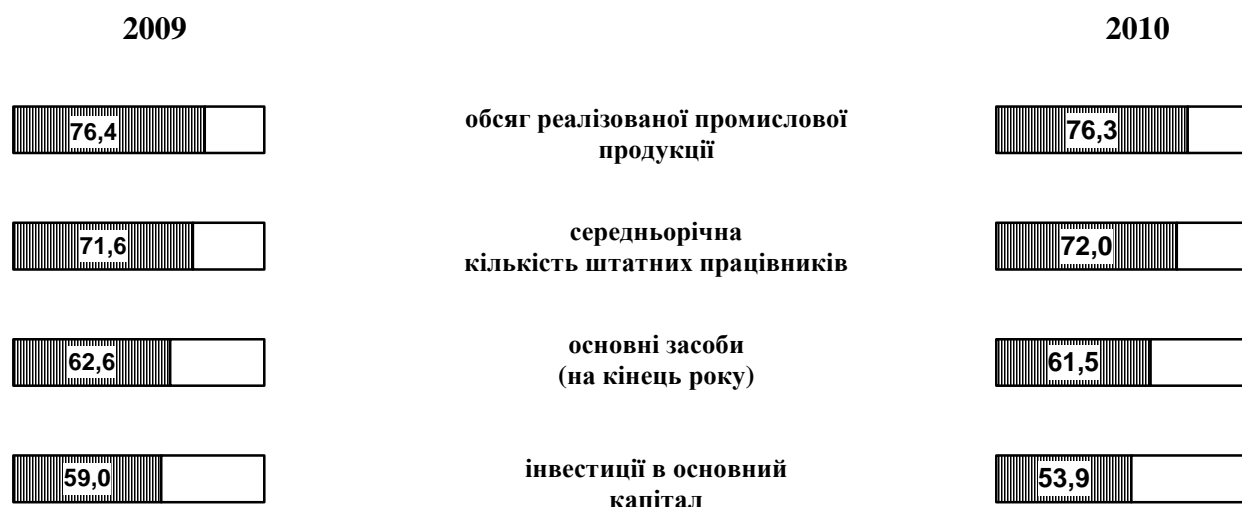 2009
2010
76,4
обсяг реалізованої промислової
продукції
76,3
71,6
середньорічна
кількість штатних працівників
72,0
62,6
основні засоби
(на кінець року)
61,5
59,0
інвестиції в основний
капітал
53,9